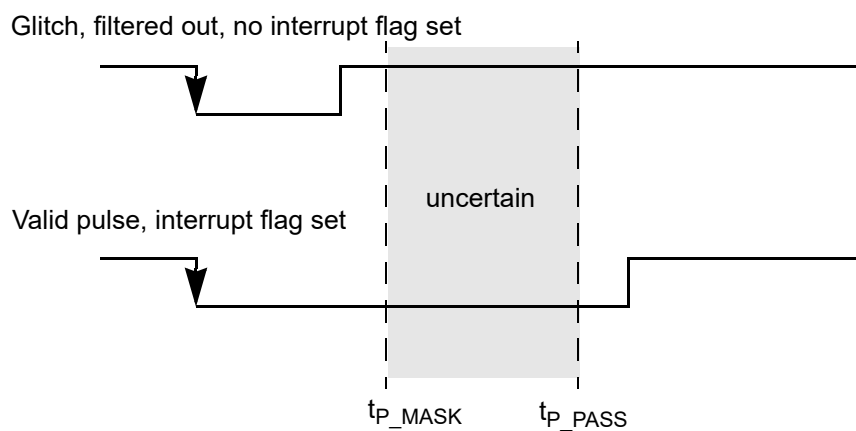 Glitch, filtered out, no interrupt flag set
uncertain
Valid pulse, interrupt flag set
tP_MASK
tP_PASS